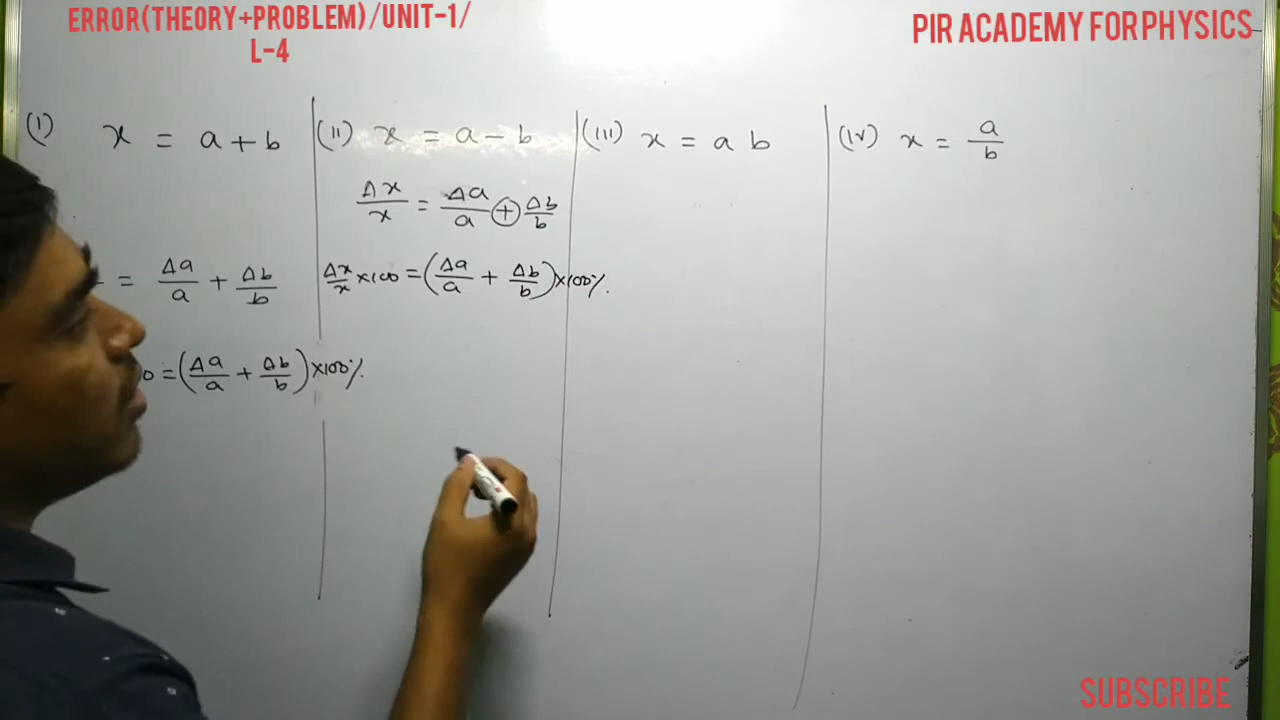 ERROR(THEORY+PROBLEM)/UNIT-1/
L-4
PIR ACADEMY FOR PHYSICS
(I) x = a + b
= Δa/a + Δb/b
0 = (Δa/a + Δb/b) ×100%
(II) x = a - b
Δx/x = Δa/a ⊕ Δb/b
Δx/x ×100 = (Δa/a + Δb/b) ×100%.
(III) x = a b
(IV) x = a/b
SUBSCRIBE